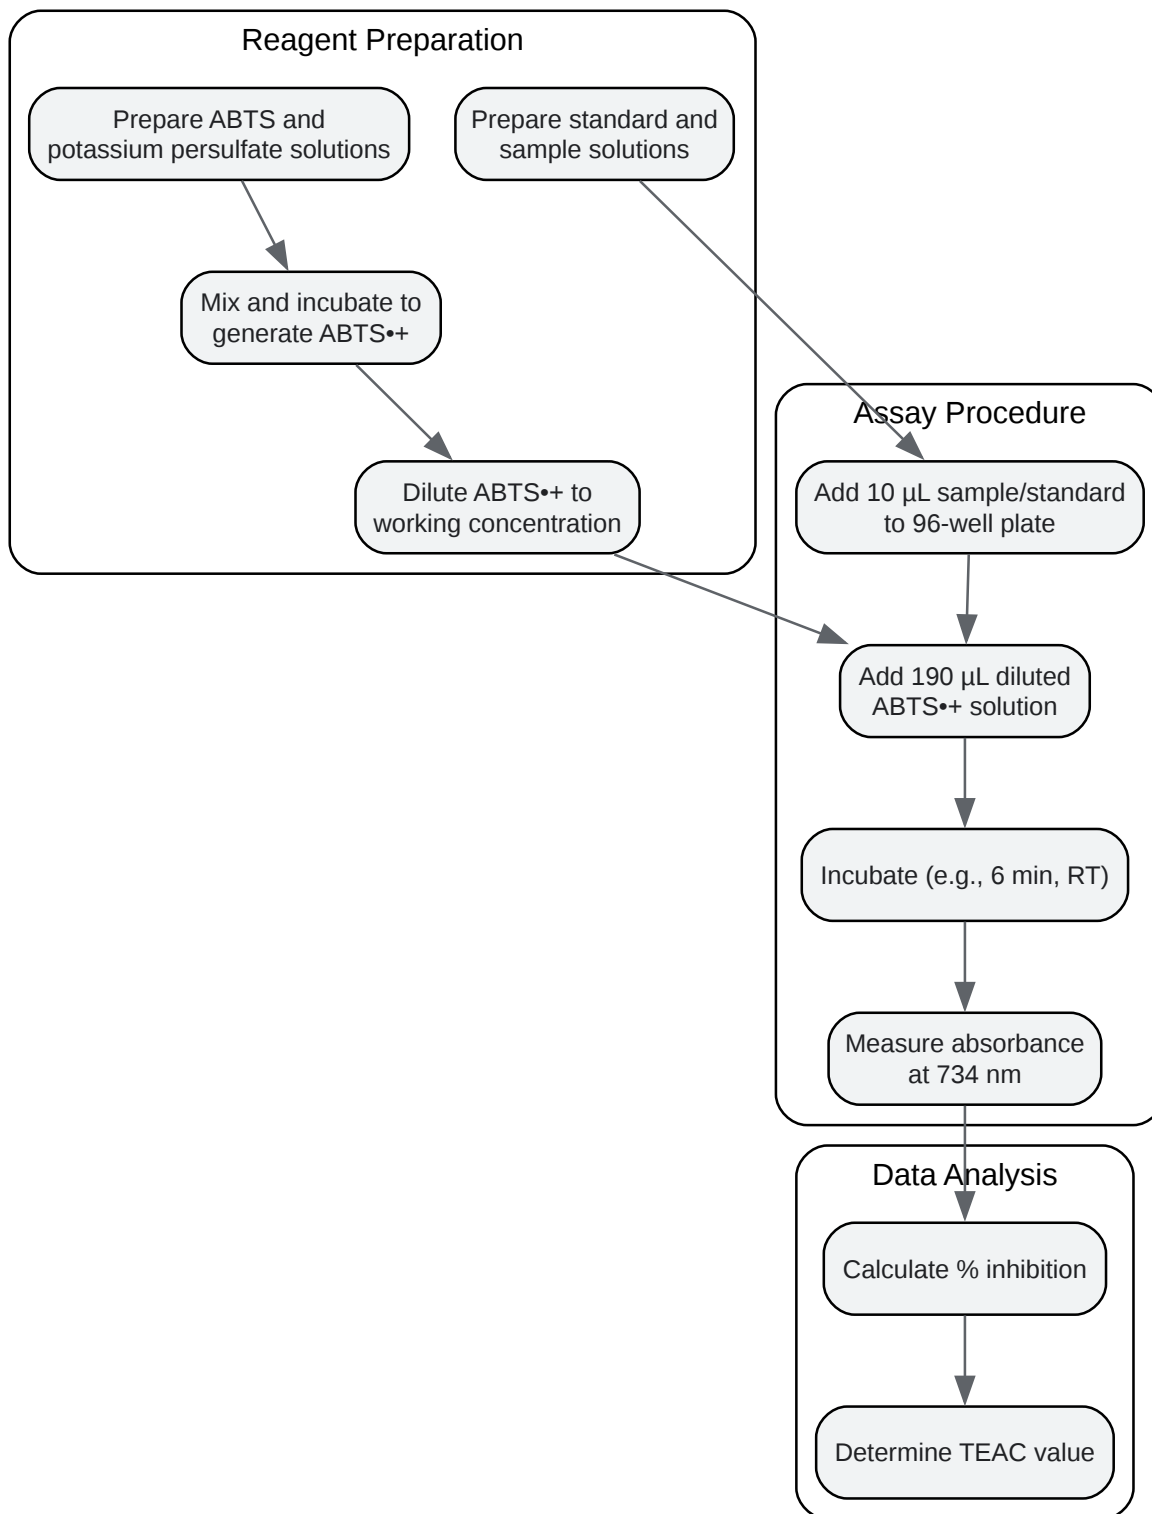 Reagent Preparation
Prepare ABTS and
potassium persulfate solutions
Prepare standard and
sample solutions
Mix and incubate to
generate ABTS•+
Dilute ABTS•+ to
working concentration
Assay Procedure
Add 10 µL sample/standard
to 96-well plate
Add 190 µL diluted
ABTS•+ solution
Incubate (e.g., 6 min, RT)
Measure absorbance
at 734 nm
Data Analysis
Calculate % inhibition
Determine TEAC value